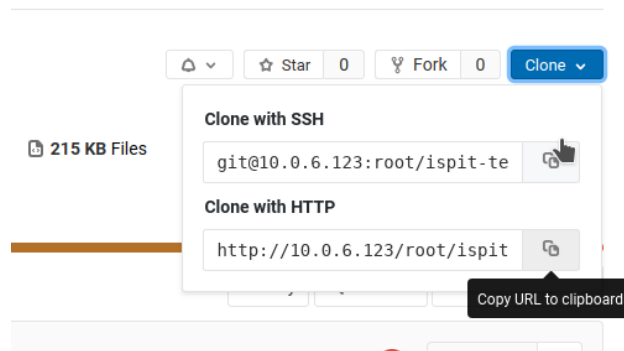 Star 0 Fork 0 Clone
Clone with SSH
215 KB Files
git@10.0.6.123:root/ispit-te
Clone with HTTP
http://10.0.6.123/root/ispit
Copy URL to clipboard